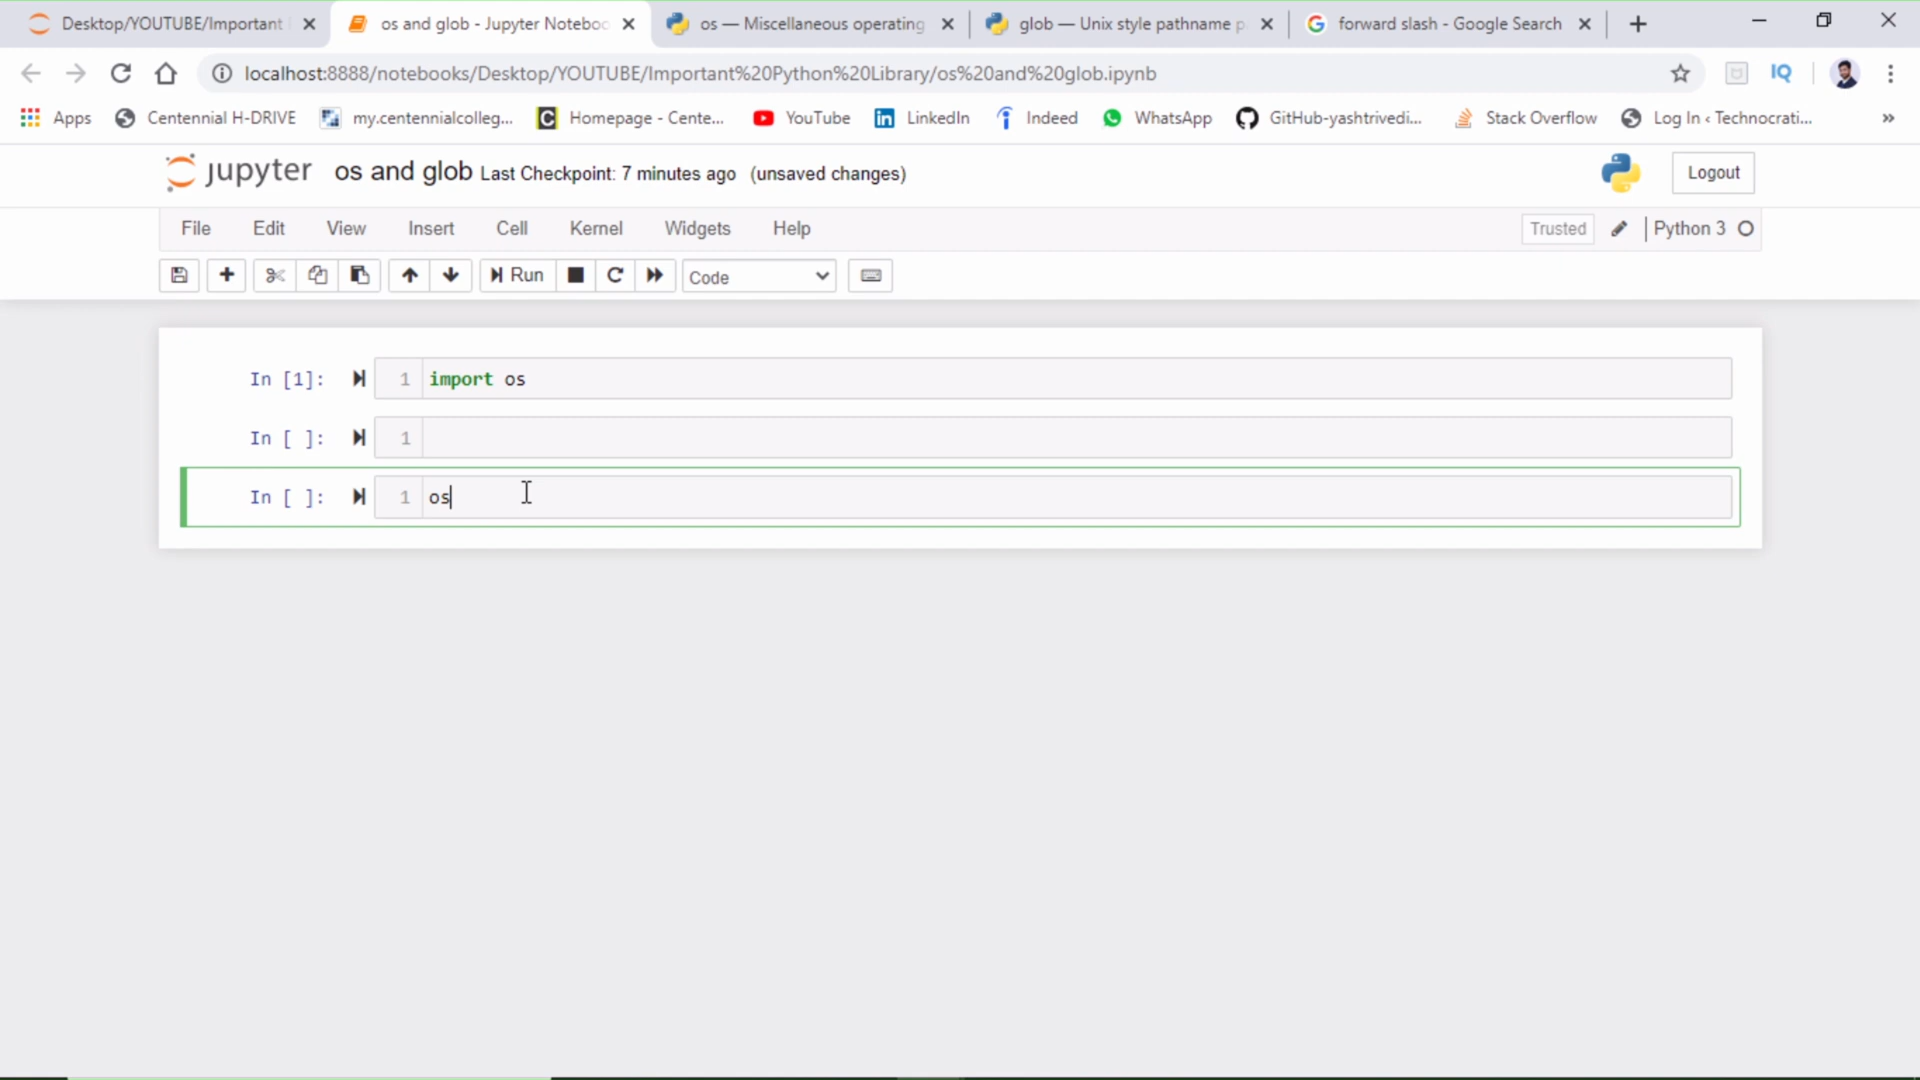 Desktop/YOUTUBE/Important
os and glob - Jupyter Noteboo
os — Miscellaneous operating
glob — Unix style pathname p
forward slash - Google Search
localhost:8888/notebooks/Desktop/YOUTUBE/Important%20Python%20Library/os%20and%20glob.ipynb
IQ
Apps Centennial H-DRIVE my.centennialcolleg... Homepage - Cente... YouTube LinkedIn Indeed WhatsApp GitHub-yashtrivedi... Stack Overflow Log In ‹ Technocrati... »
jupyter os and glob Last Checkpoint: 7 minutes ago (unsaved changes) Logout
File Edit View Insert Cell Kernel Widgets Help Trusted Python 3
Run Code
In [1]: 1 import os
In [ ]: 1
In [ ]: 1 os